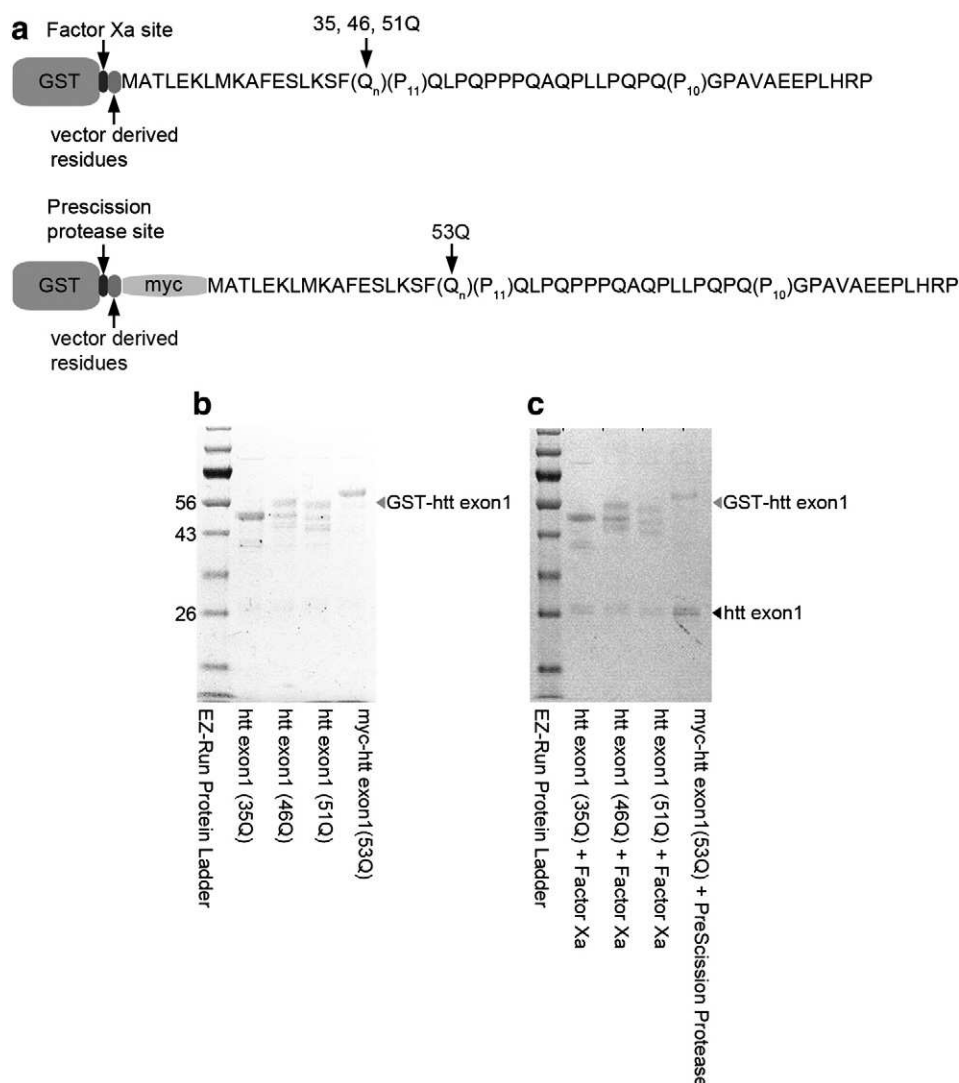 a
Factor Xa site
35, 46, 51Q
GST
MATLEKLMKAFESLKSF(Qn)(P11)QLPQPPPQAQPLLPQPQ(P10)GPAVAEEPLHRP
vector derived
residues
Prescission
protease site
53Q
GST
myc
MATLEKLMKAFESLKSF(Qn)(P11)QLPQPPPQAQPLLPQPQ(P10)GPAVAEEPLHRP
vector derived
residues
b
56
43
26
GST-htt exon1
EZ-Run Protein Ladder
htt exon1 (35Q)
htt exon1 (46Q)
htt exon1 (51Q)
myc-htt exon1(53Q)
c
GST-htt exon1
htt exon1
EZ-Run Protein Ladder
htt exon1 (35Q) + Factor Xa
htt exon1 (46Q) + Factor Xa
htt exon1 (51Q) + Factor Xa
myc-htt exon1(53Q) + PreScission Protease